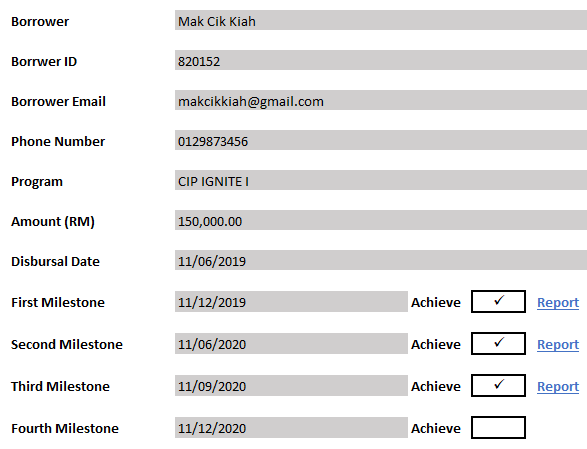 Borrower Mak Cik Kiah
Borrwer ID 820152
Borrower Email makcikkiah@gmail.com
Phone Number 0129873456
Program CIP IGNITE I
Amount (RM) 150,000.00
Disbursal Date 11/06/2019
First Milestone 11/12/2019 Achieve ✓ Report
Second Milestone 11/06/2020 Achieve ✓ Report
Third Milestone 11/09/2020 Achieve ✓ Report
Fourth Milestone 11/12/2020 Achieve